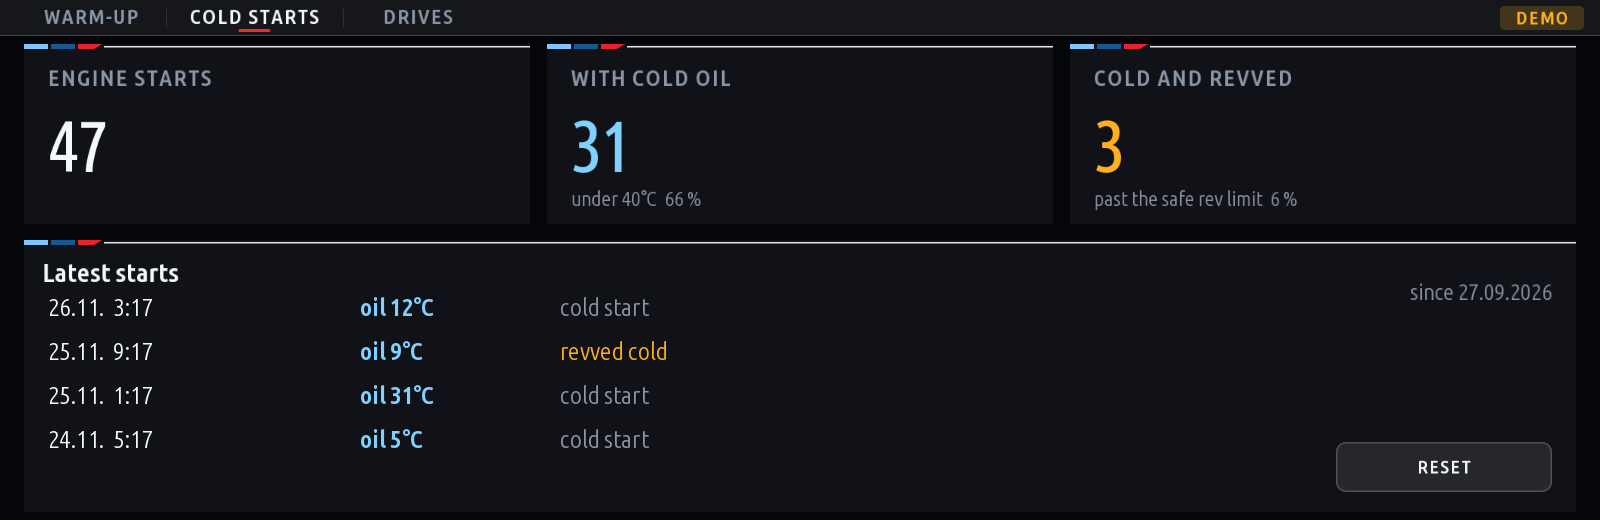 WARM-UP COLD STARTS DRIVES DEMO
ENGINE STARTS
47
WITH COLD OIL
31
under 40°C 66 %
COLD AND REVVED
3
past the safe rev limit 6 %
Latest starts
since 27.09.2026
26.11. 3:17 oil 12°C cold start
25.11. 9:17 oil 9°C revved cold
25.11. 1:17 oil 31°C cold start
24.11. 5:17 oil 5°C cold start
RESET